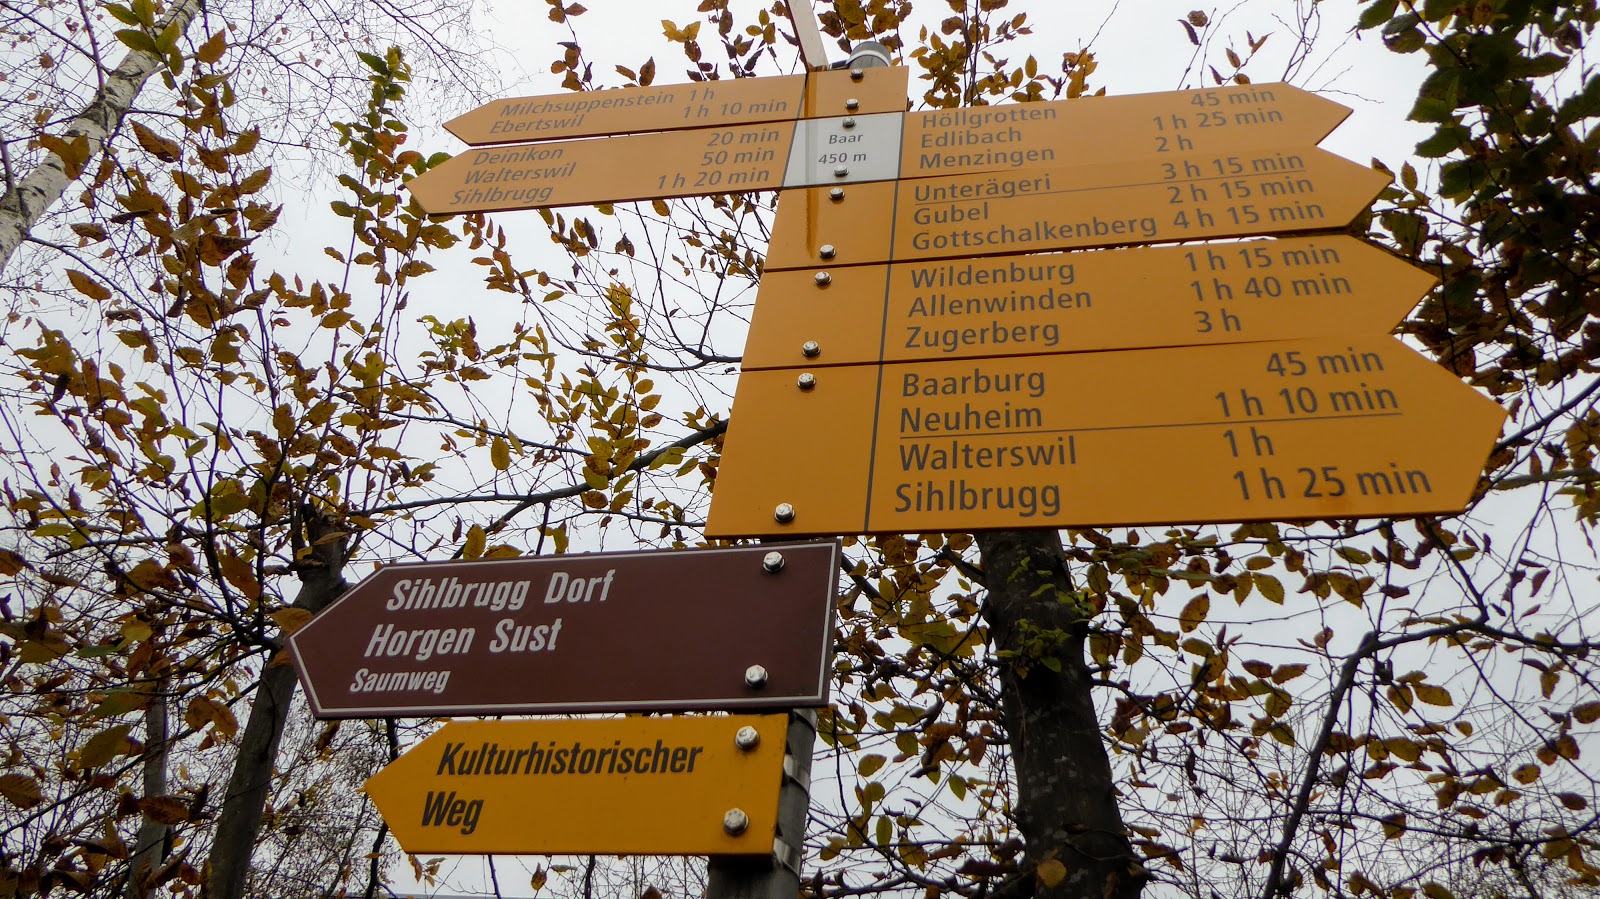 Milchsuppenstein 1 h
Ebertswil 1 h 10 min
Deinikon 20 min
Walterswil 50 min
Sihlbrugg 1 h 20 min
Baar
450 m
Höllgrotten 45 min
Edlibach 1 h 25 min
Menzingen 2 h
Unterägeri 3 h 15 min
Gubel 2 h 15 min
Gottschalkenberg 4 h 15 min
Wildenburg 1 h 15 min
Allenwinden 1 h 40 min
Zugerberg 3 h
Baarburg 45 min
Neuheim 1 h 10 min
Walterswil 1 h
Sihlbrugg 1 h 25 min
Sihlbrugg Dorf
Horgen Sust
Saumweg
Kulturhistorischer
Weg